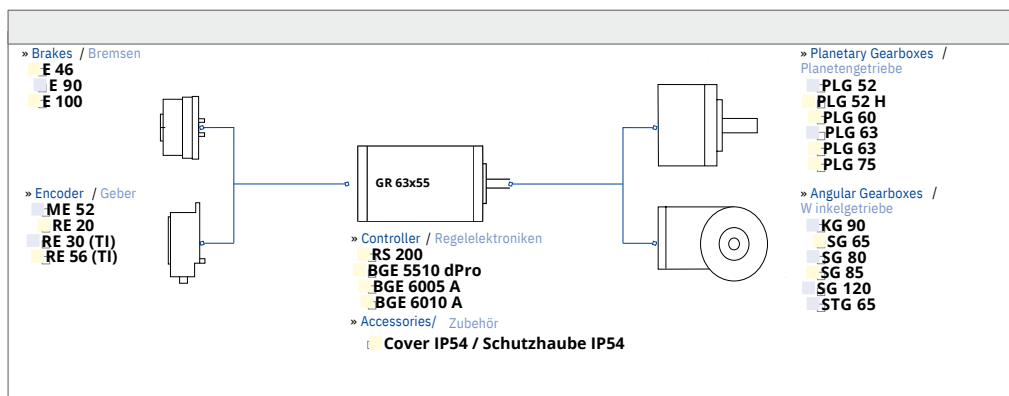 » Brakes / Bremsen
E 46
E 90
E 100
» Encoder / Geber
ME 52
RE 20
RE 30 (TI)
RE 56 (TI)
GR 63x55
» Controller / Regelelektroniken
RS 200
BGE 5510 dPro
BGE 6005 A
BGE 6010 A
» Accessories/ Zubehör
Cover IP54 / Schutzhaube IP54
» Planetary Gearboxes /
Planetengetriebe
PLG 52
PLG 52 H
PLG 60
PLG 63
PLG 63
PLG 75
» Angular Gearboxes /
W inkelgetriebe
KG 90
SG 65
SG 80
SG 85
SG 120
STG 65